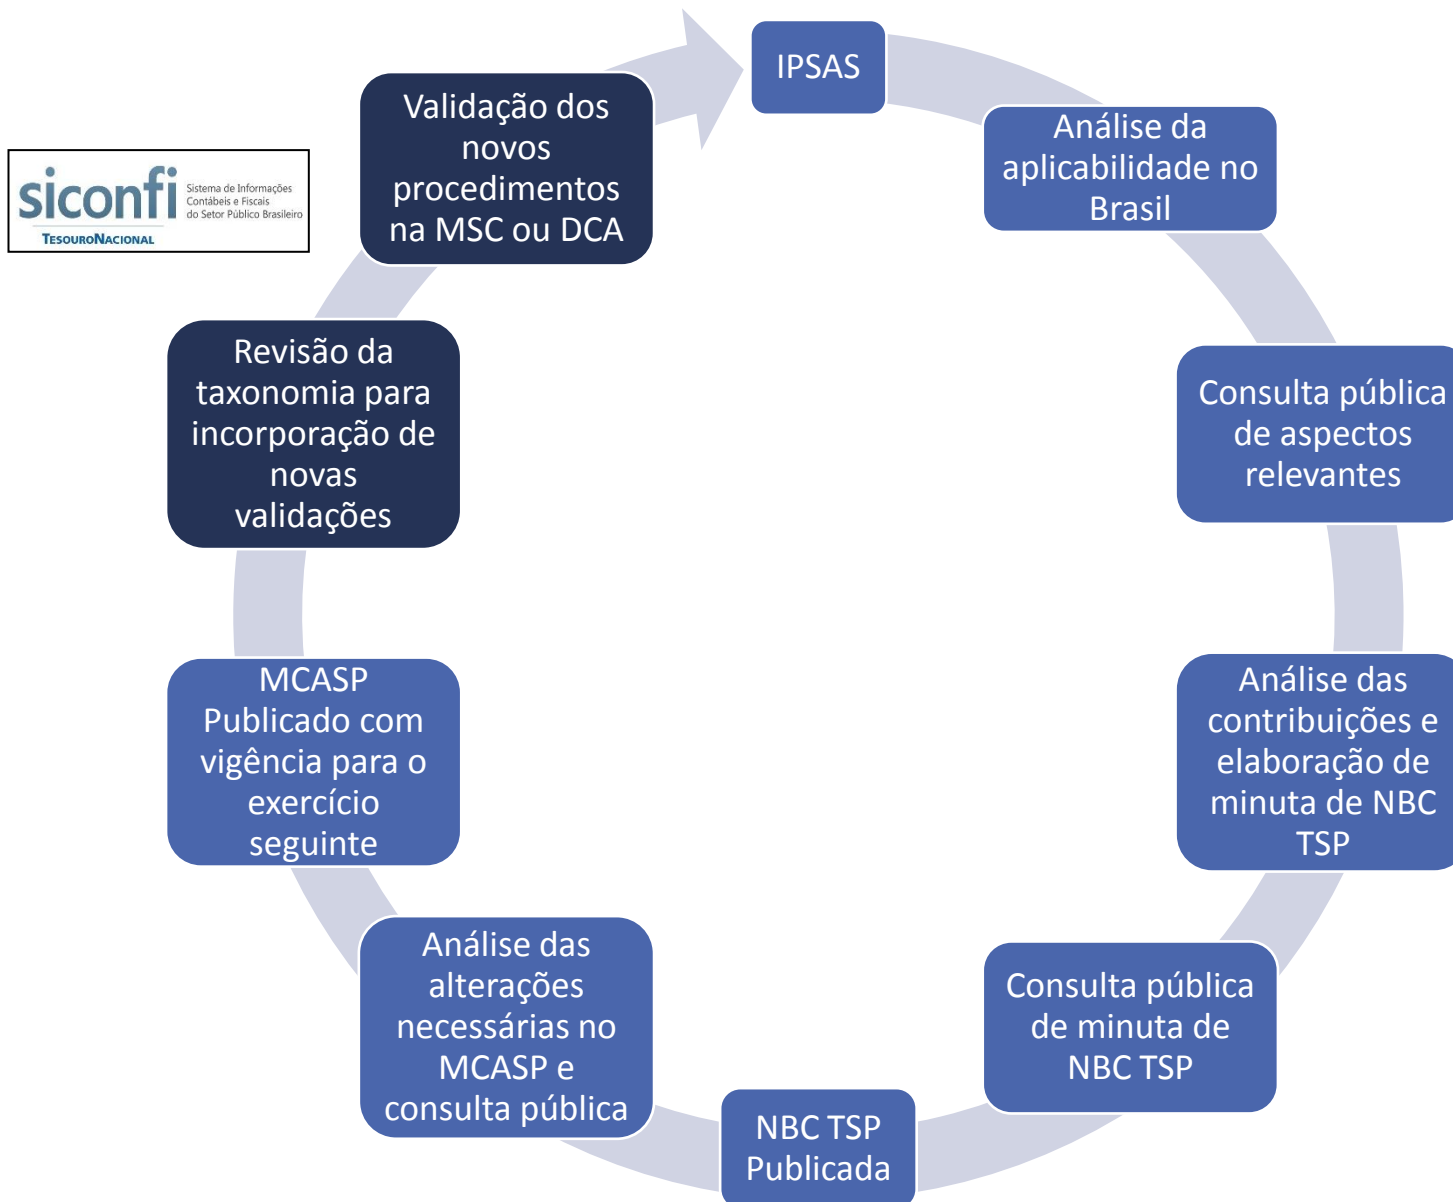 IPSAS
Análise da
aplicabilidade no
Brasil
Consulta pública
de aspectos
relevantes
Análise das
contribuições e
elaboração de
minuta de NBC
TSP
Consulta pública
de minuta de
NBC TSP
NBC TSP
Publicada
Análise das
alterações
necessárias no
MCASP e
consulta pública
MCASP
Publicado com
vigência para o
exercício
seguinte
Revisão da
taxonomia para
incorporação de
novas
validações
Validação dos
novos
procedimentos
na MSC ou DCA
siconfi
Sistema de Informações
Contábeis e Fiscais
do Setor Público Brasileiro
TESOURONACIONAL